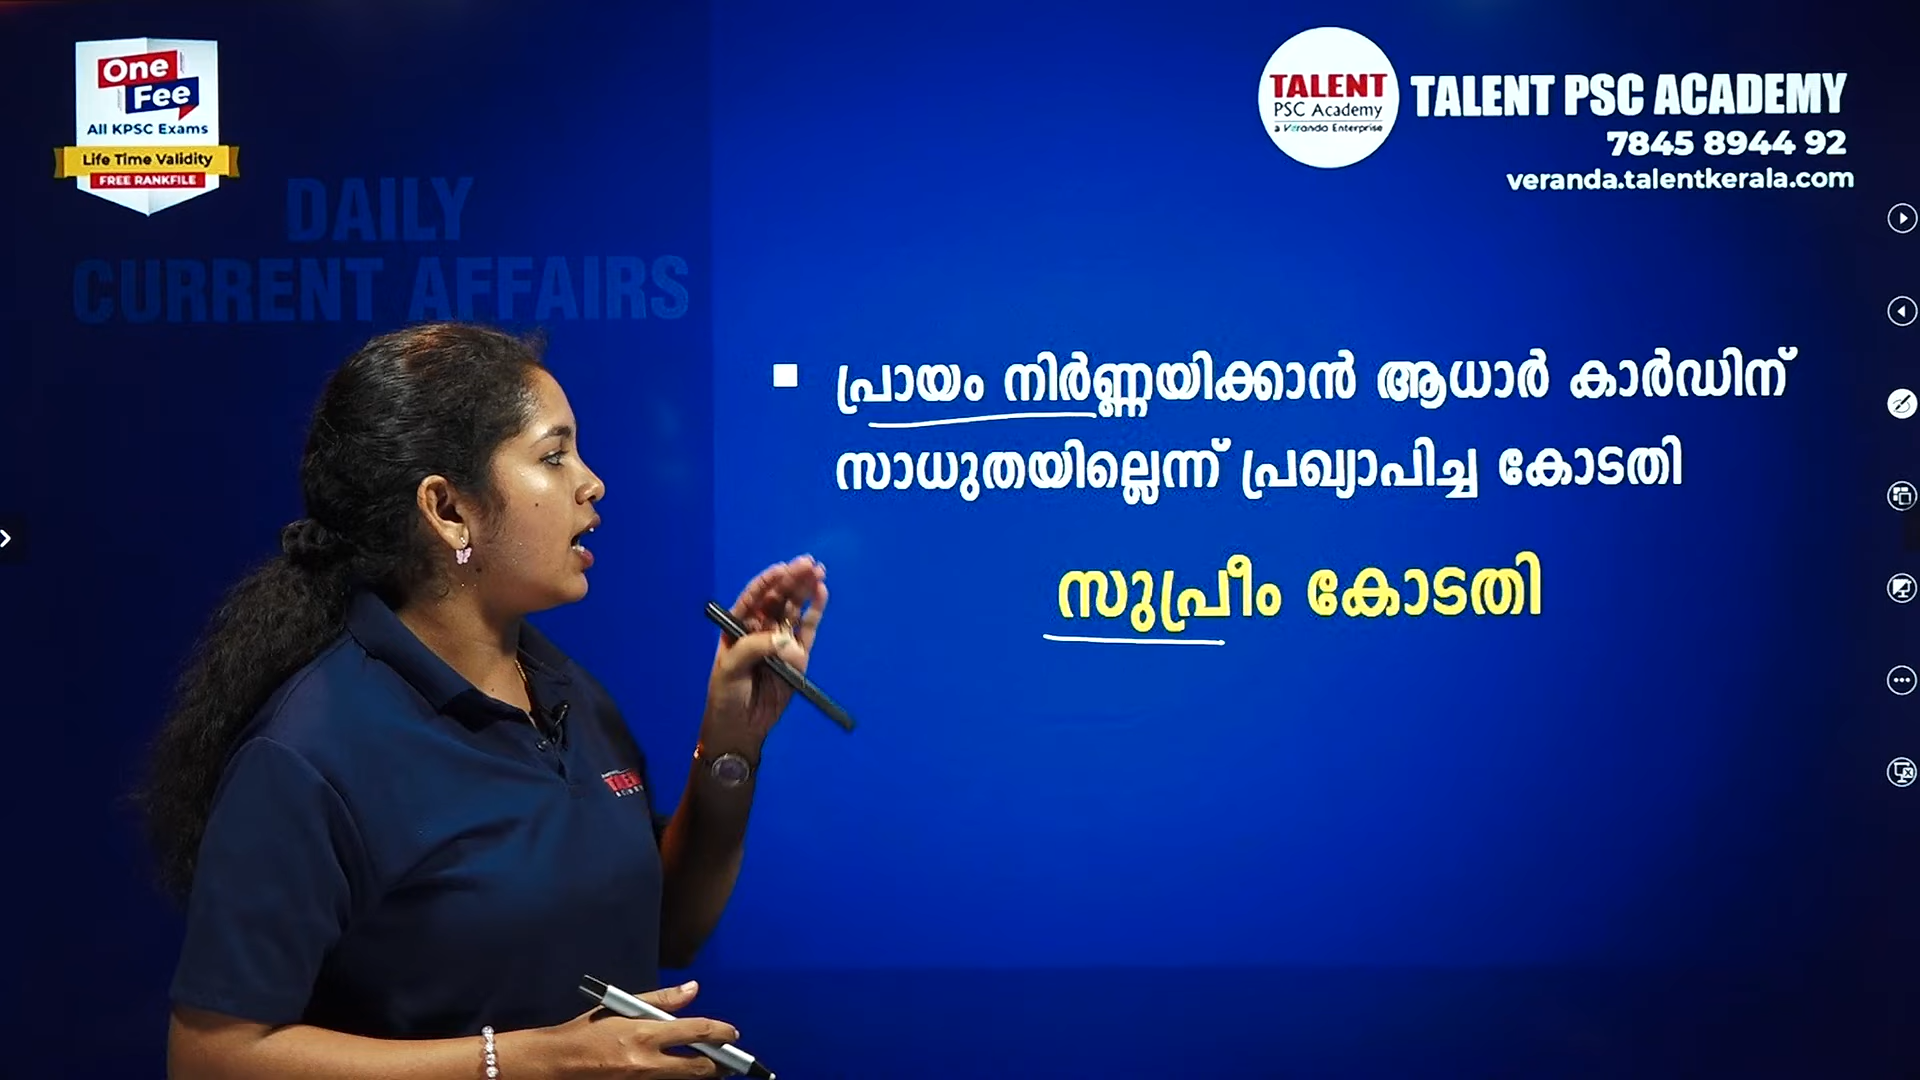 One
Fee
All KPSC Exams
Life Time Validity
FREE RANKFILE
TALENT
PSC Academy
a Veranda Enterprise
TALENT PSC ACADEMY
7845 8944 92
veranda.talentkerala.com
DAILY
CURRENT AFFAIRS
പ്രായം നിർണ്ണയിക്കാൻ ആധാർ കാർഡിന്
സാധുതയില്ലെന്ന് പ്രഖ്യാപിച്ച കോടതി
സുപ്രീം കോടതി